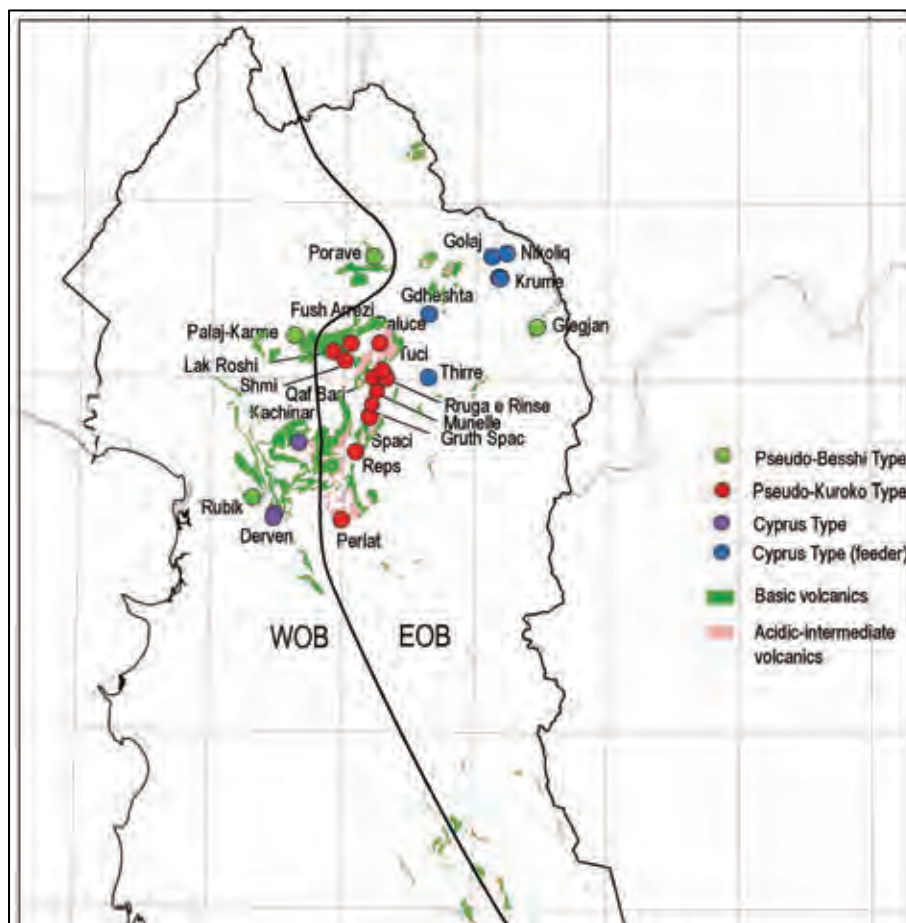 Golaj
Nikoliq
Porave
Krume
Gdheshta
Fush Arrezi
Paluce
Palaj-Karme
Gjegjan
Lak Roshi
Tuci
Shmi
Thirre
Qaf Bari
Rruga e Rinse
Kachinar
Munelle
Gruth Spac
Spaci
Reps
Pseudo-Besshi Type
Pseudo-Kuroko Type
Rubik
Cyprus Type
Derven
Perlat
Cyprus Type (feeder)
Basic volcanics
WOB
EOB
Acidic-intermediate
volcanics